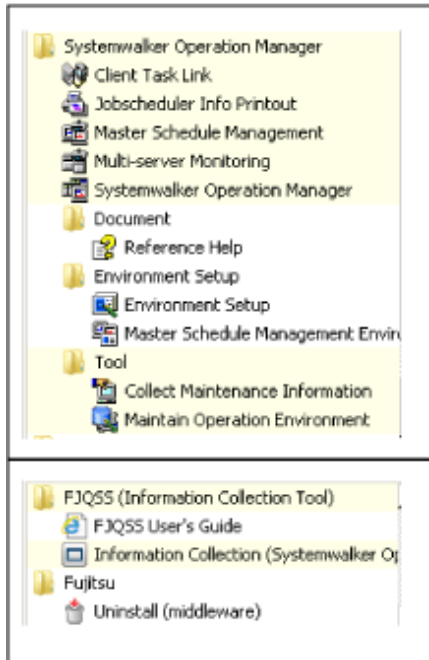 Systemwalker Operation Manager
Client Task Link
Jobscheduler Info Printout
Master Schedule Management
Multi-server Monitoring
Systemwalker Operation Manager
Document
Reference Help
Environment Setup
Environment Setup
Master Schedule Management Enviro
Tool
Collect Maintenance Information
Maintain Operation Environment
FJQSS (Information Collection Tool)
FJQSS User's Guide
Information Collection (Systemwalker Op
Fujitsu
Uninstall (middleware)